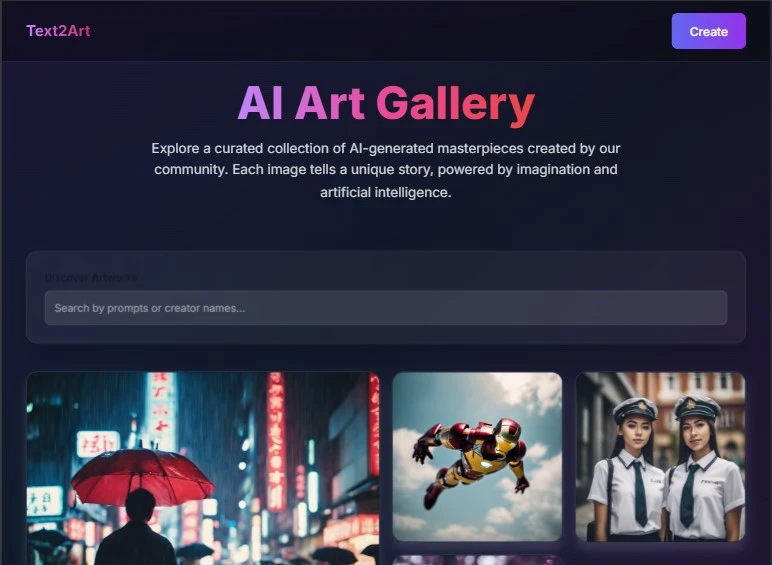 Text2Art
Create
AI Art Gallery
Explore a curated collection of AI-generated masterpieces created by our
community. Each image tells a unique story, powered by imagination and
artificial intelligence.
Discover Artworks
Search by prompts or creator names...